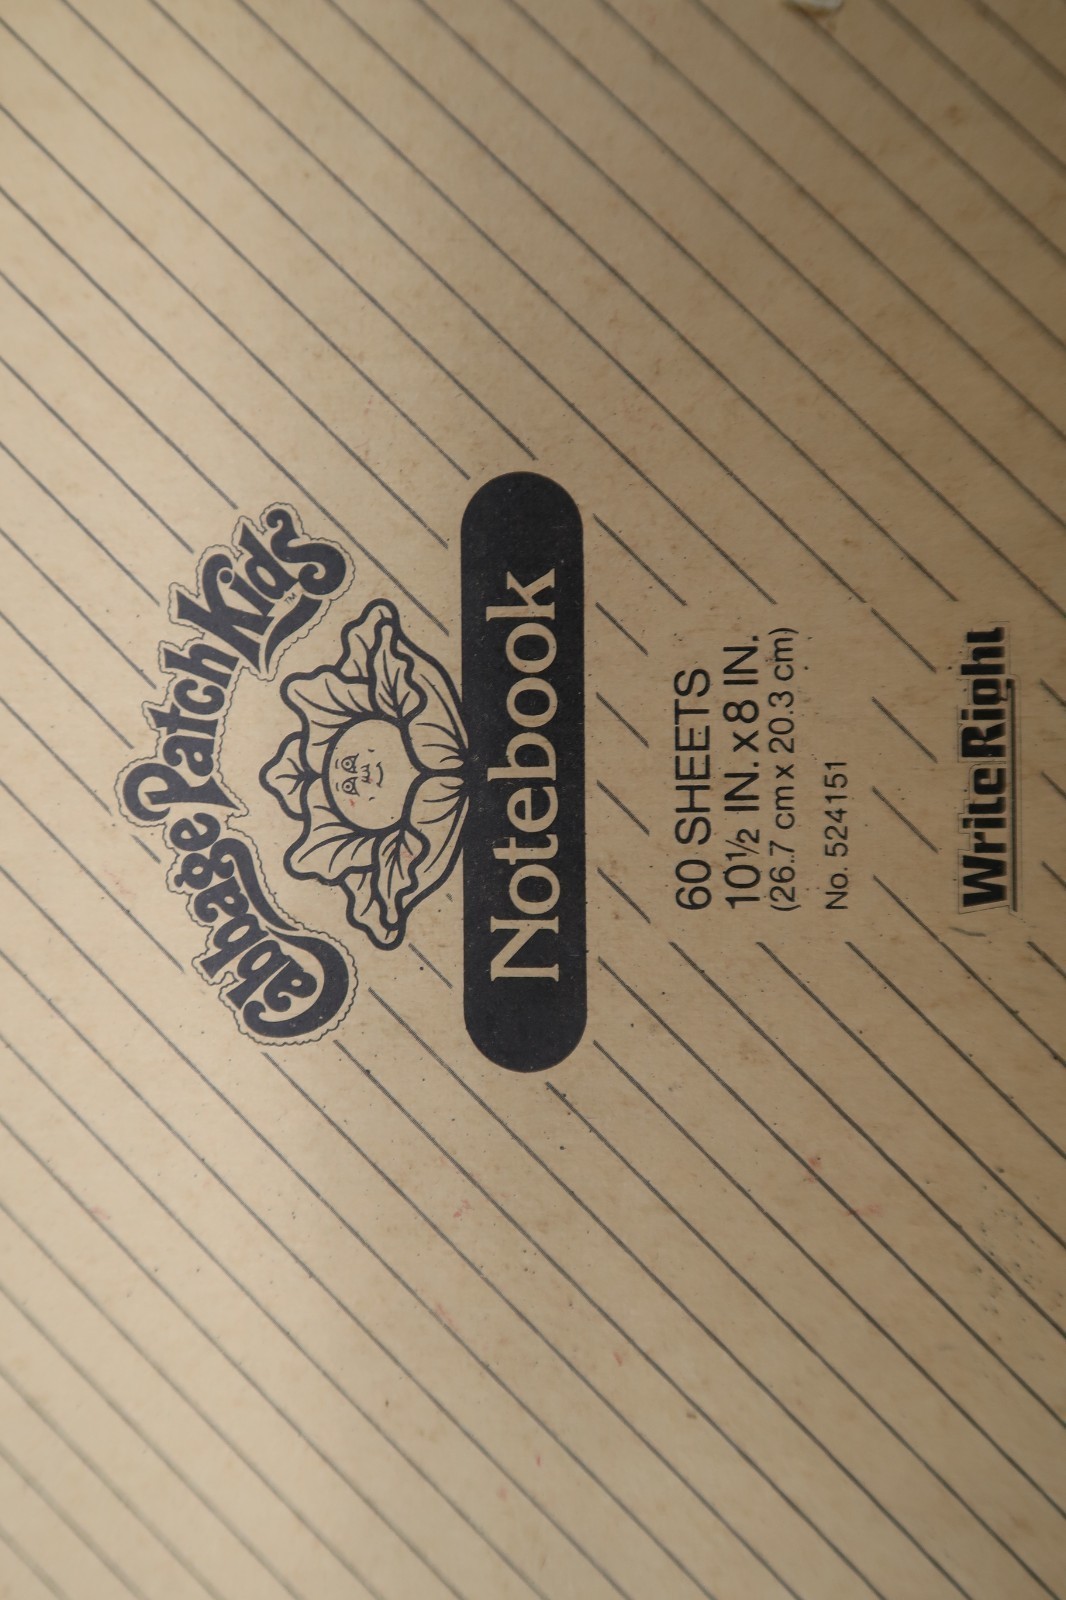 Cabbage Patch Kids™
Notebook
60 SHEETS
10½ IN. x 8 IN.
(26.7 cm x 20.3 cm)
No. 524151
Write Right